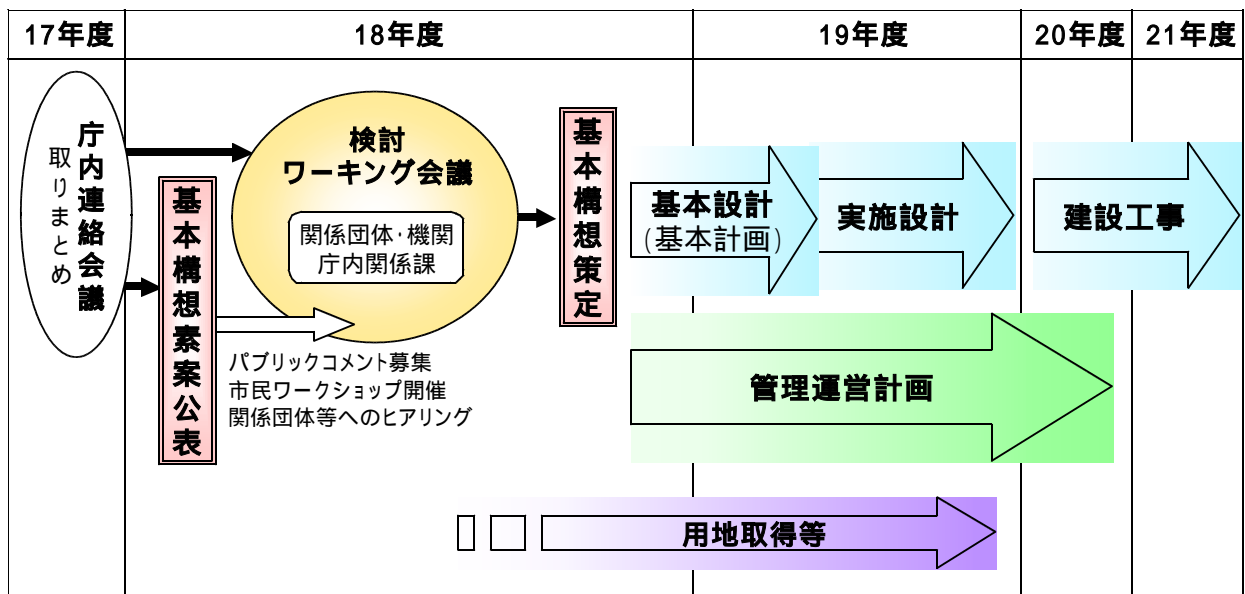 17年度
18年度
19年度
20年度
21年度
庁内連絡会議
取りまとめ
基本構想素案公表
検討
ワーキング会議
関係団体・機関
庁内関係課
パブリックコメント募集
市民ワークショップ開催
関係団体等へのヒアリング
基本構想策定
基本設計
(基本計画)
実施設計
建設工事
管理運営計画
用地取得等